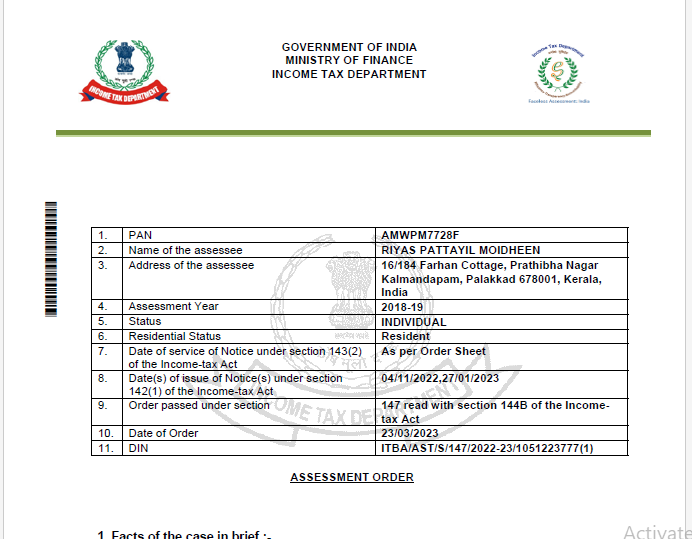 GOVERNMENT OF INDIA
MINISTRY OF FINANCE
INCOME TAX DEPARTMENT
INCOME TAX DEPARTMENT
Income Tax Department
Faceless Assessment: India
1. PAN AMWPM7728F
2. Name of the assessee RIYAS PATTAYIL MOIDHEEN
3. Address of the assessee 16/184 Farhan Cottage, Prathibha Nagar
Kalmandapam, Palakkad 678001, Kerala,
India
4. Assessment Year 2018-19
5. Status INDIVIDUAL
6. Residential Status Resident
7. Date of service of Notice under section 143(2) As per Order Sheet
of the Income-tax Act
8. Date(s) of issue of Notice(s) under section 04/11/2022,27/01/2023
142(1) of the Income-tax Act
9. Order passed under section 147 read with section 144B of the Income-
tax Act
10. Date of Order 23/03/2023
11. DIN ITBA/AST/S/147/2022-23/1051223777(1)
INCOME TAX DEPARTMENT
ASSESSMENT ORDER
1. Facts of the case in brief :-
Activate